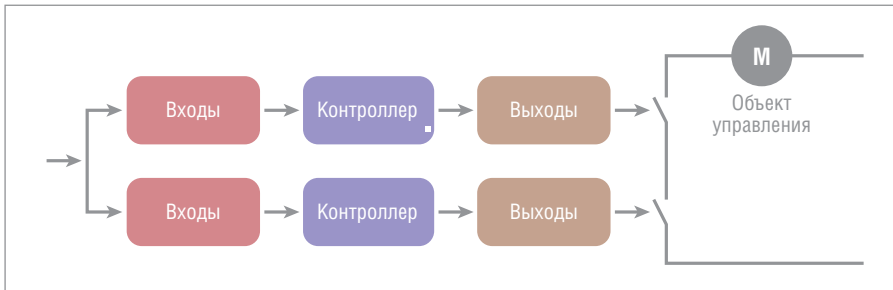 М
Объект
управления
Входы
Контроллер
Выходы
Входы
Контроллер
Выходы